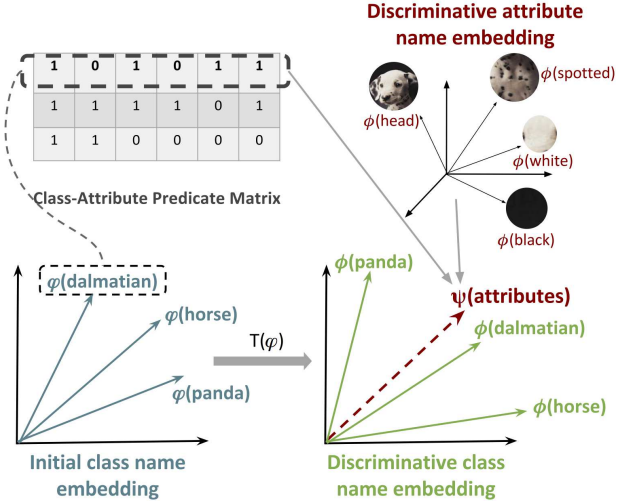 Discriminative attribute
name embedding
1 0 1 0 1 1
1 1 1 1 0 1
1 1 0 0 0 0
Class-Attribute Predicate Matrix
ϕ(spotted)
ϕ(head)
ϕ(white)
ϕ(black)
φ(dalmatian)
φ(horse)
φ(panda)
Initial class name
embedding
T(φ)
ϕ(panda)
ψ(attributes)
ϕ(dalmatian)
ϕ(horse)
Discriminative class
name embedding